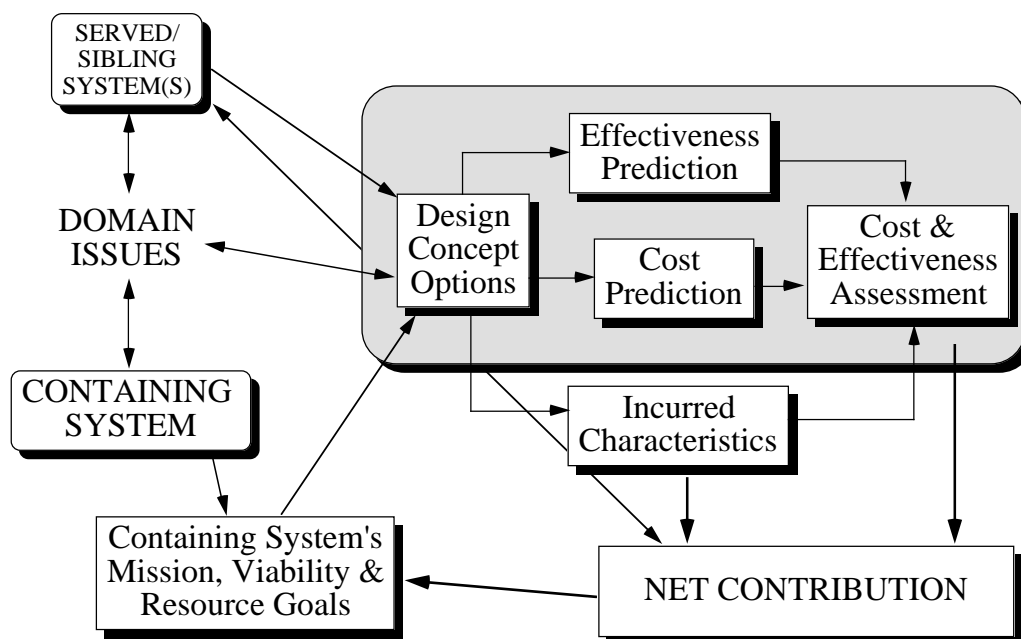 SERVED/
SIBLING
SYSTEM(S)
DOMAIN
ISSUES
CONTAINING
SYSTEM
Containing System's
Mission, Viability &
Resource Goals
Design
Concept
Options
Effectiveness
Prediction
Cost
Prediction
Cost &
Effectiveness
Assessment
Incurred
Characteristics
NET CONTRIBUTION